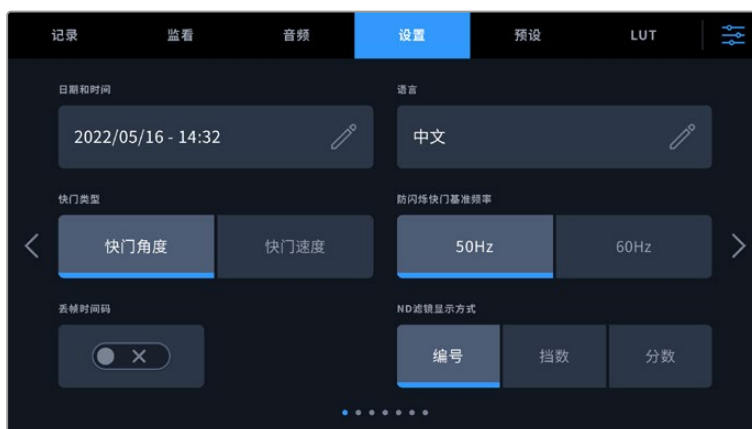 记录 监看 音频 设置 预设 LUT
日期和时间 语言
2022/05/16 - 14:32 中文
快门类型 防闪烁快门基准频率
快门角度 快门速度 50Hz 60Hz
丢帧时间码 ND滤镜显示方式
编号 挡数 分数